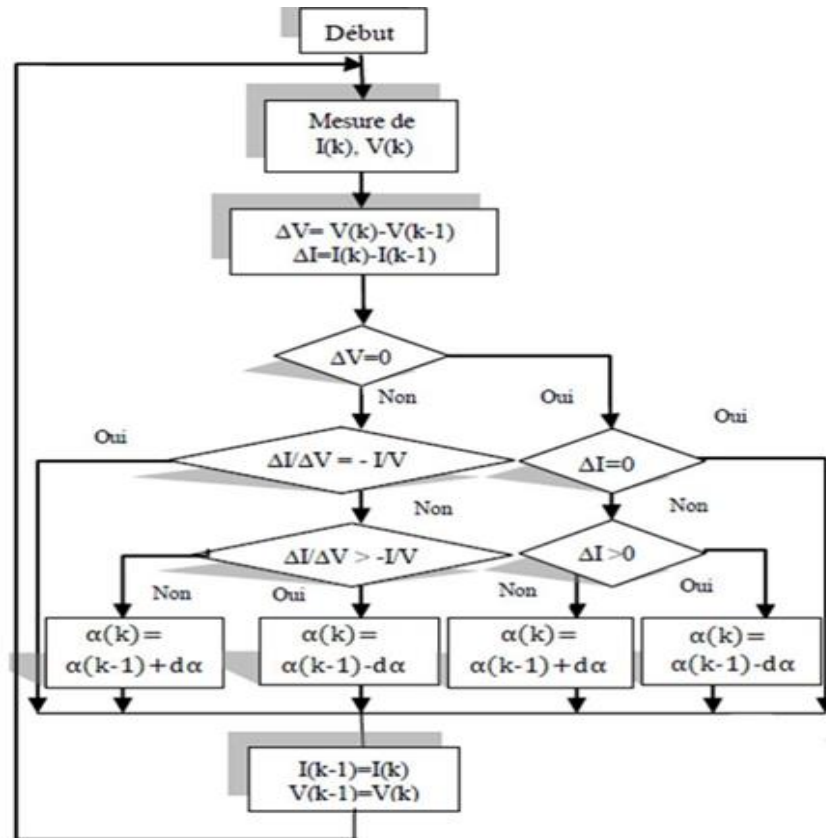 Début
Mesure de
I(k), V(k)
ΔV= V(k)-V(k-1)
ΔI=I(k)-I(k-1)
ΔV=0
Non
Oui
Oui
Oui
ΔI/ΔV = - I/V
ΔI=0
Non
Non
ΔI/ΔV > -I/V
ΔI >0
Non
Oui
Non
Oui
α(k)=
α(k-1)+dα
α(k)=
α(k-1)-dα
α(k)=
α(k-1)+dα
α(k)=
α(k-1)-dα
I(k-1)=I(k)
V(k-1)=V(k)